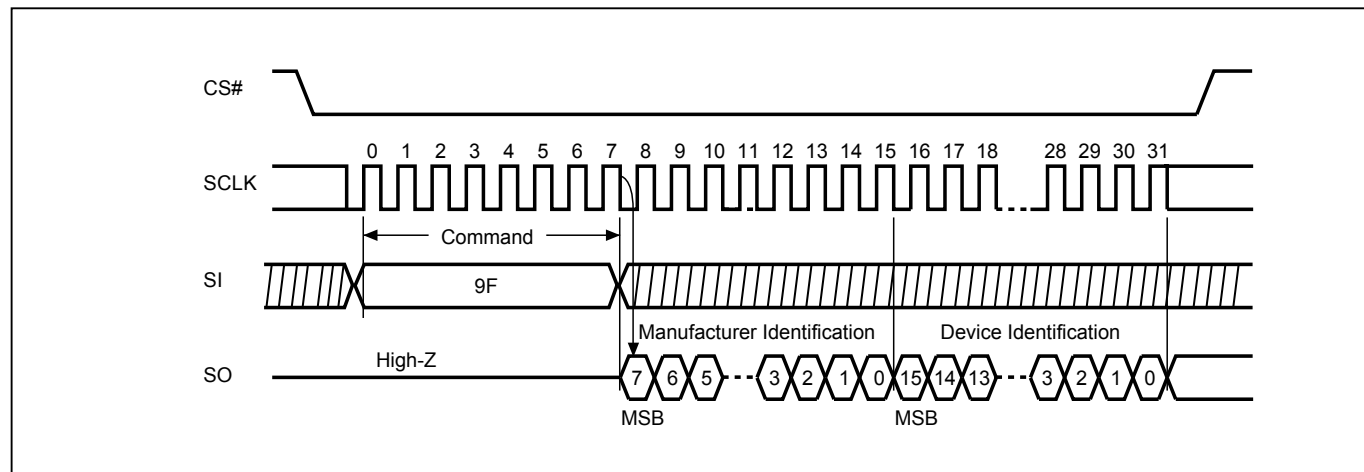 CS#
0 1 2 3 4 5 6 7 8 9 10 11 12 13 14 15 16 17 18 28 29 30 31
SCLK
Command
SI
9F
Manufacturer Identification Device Identification
High-Z
SO
7 6 5 3 2 1 0 15 14 13 3 2 1 0
MSB MSB